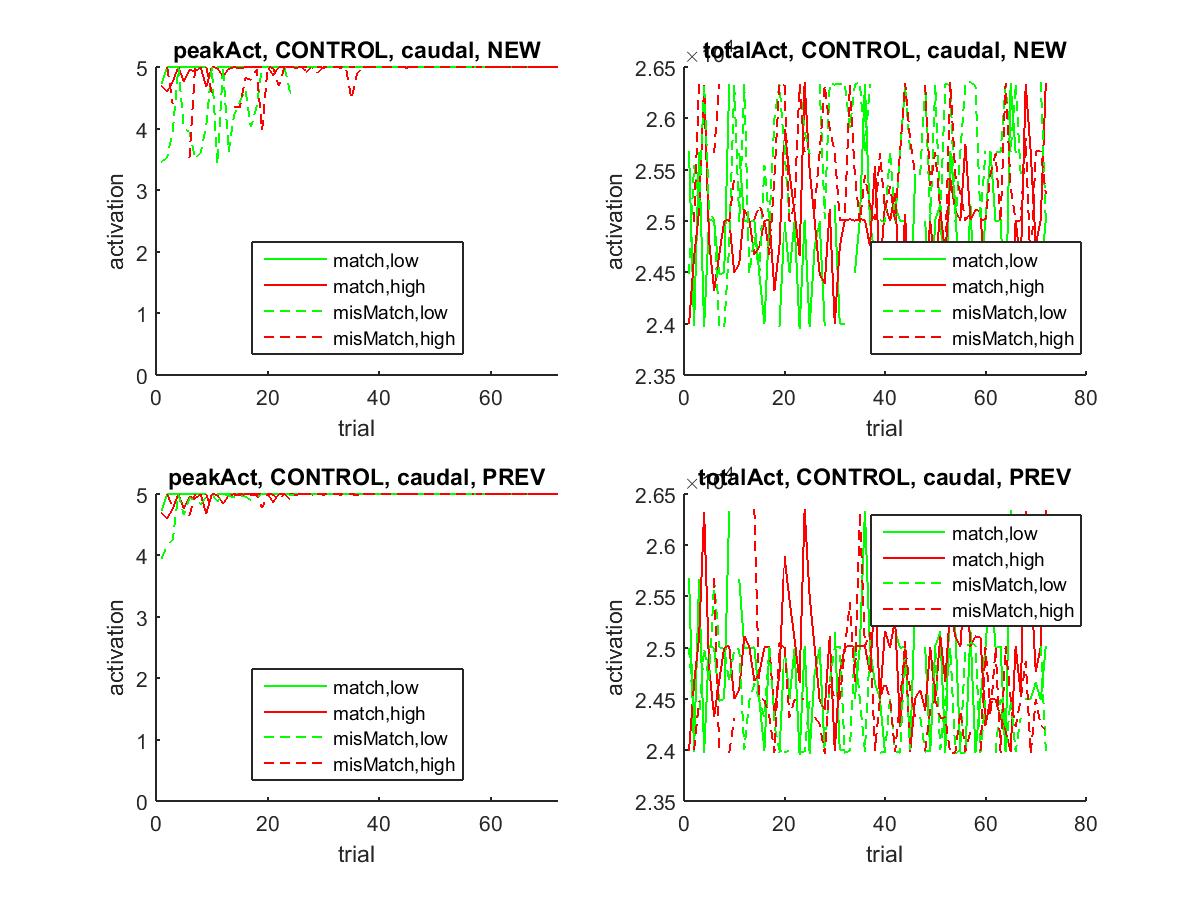 peakAct, CONTROL, caudal, NEW
5
4
3
2
1
0
activation
match,low
match,high
misMatch,low
misMatch,high
0 20 40 60
trial
totalAct, CONTROL, caudal, NEW
2.65
2.6
2.55
2.5
2.45
2.4
2.35
activation
match,low
match,high
misMatch,low
misMatch,high
0 20 40 60 80
trial
peakAct, CONTROL, caudal, PREV
5
4
3
2
1
0
activation
match,low
match,high
misMatch,low
misMatch,high
0 20 40 60
trial
totalAct, CONTROL, caudal, PREV
2.65
2.6
2.55
2.5
2.45
2.4
2.35
activation
match,low
match,high
misMatch,low
misMatch,high
0 20 40 60 80
trial